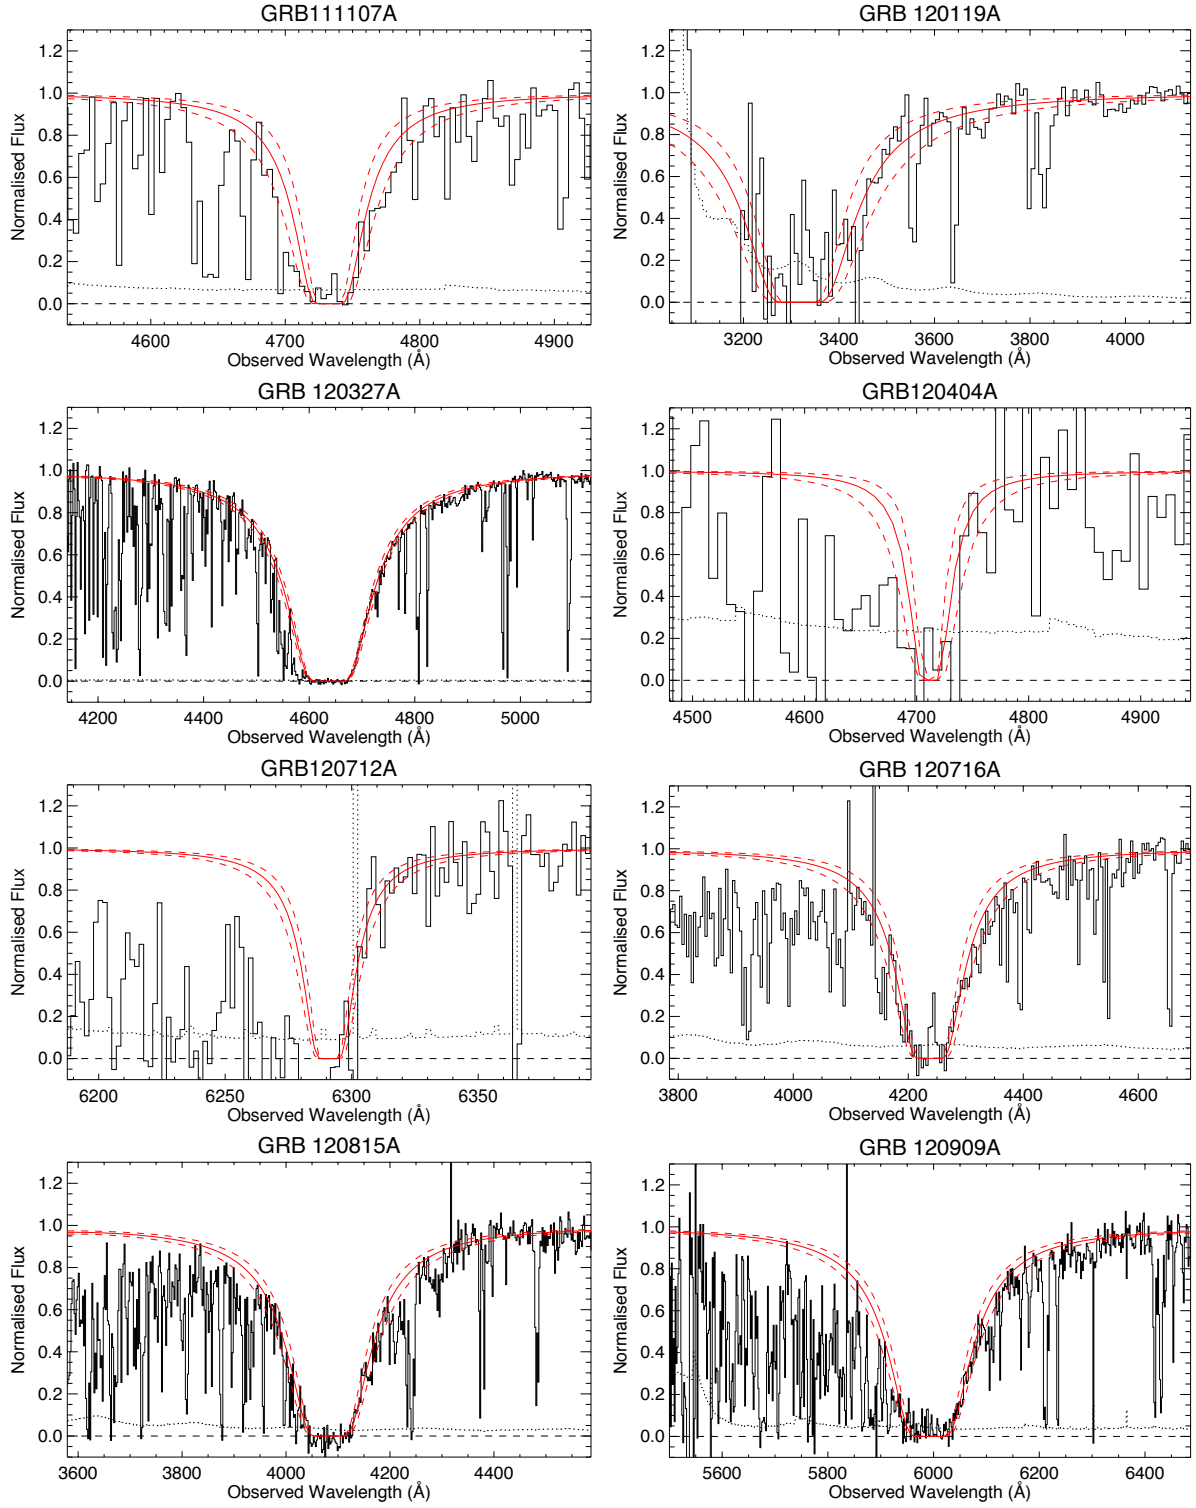 GRB111107A
Normalised Flux
1.2
1.0
0.8
0.6
0.4
0.2
0.0
4600 4700 4800 4900
Observed Wavelength (Å)
GRB 120119A
Normalised Flux
1.2
1.0
0.8
0.6
0.4
0.2
0.0
3200 3400 3600 3800 4000
Observed Wavelength (Å)
GRB 120327A
Normalised Flux
1.2
1.0
0.8
0.6
0.4
0.2
0.0
4200 4400 4600 4800 5000
Observed Wavelength (Å)
GRB120404A
Normalised Flux
1.2
1.0
0.8
0.6
0.4
0.2
0.0
4500 4600 4700 4800 4900
Observed Wavelength (Å)
GRB120712A
Normalised Flux
1.2
1.0
0.8
0.6
0.4
0.2
0.0
6200 6250 6300 6350
Observed Wavelength (Å)
GRB 120716A
Normalised Flux
1.2
1.0
0.8
0.6
0.4
0.2
0.0
3800 4000 4200 4400 4600
Observed Wavelength (Å)
GRB 120815A
Normalised Flux
1.2
1.0
0.8
0.6
0.4
0.2
0.0
3600 3800 4000 4200 4400
Observed Wavelength (Å)
GRB 120909A
Normalised Flux
1.2
1.0
0.8
0.6
0.4
0.2
0.0
5600 5800 6000 6200 6400
Observed Wavelength (Å)